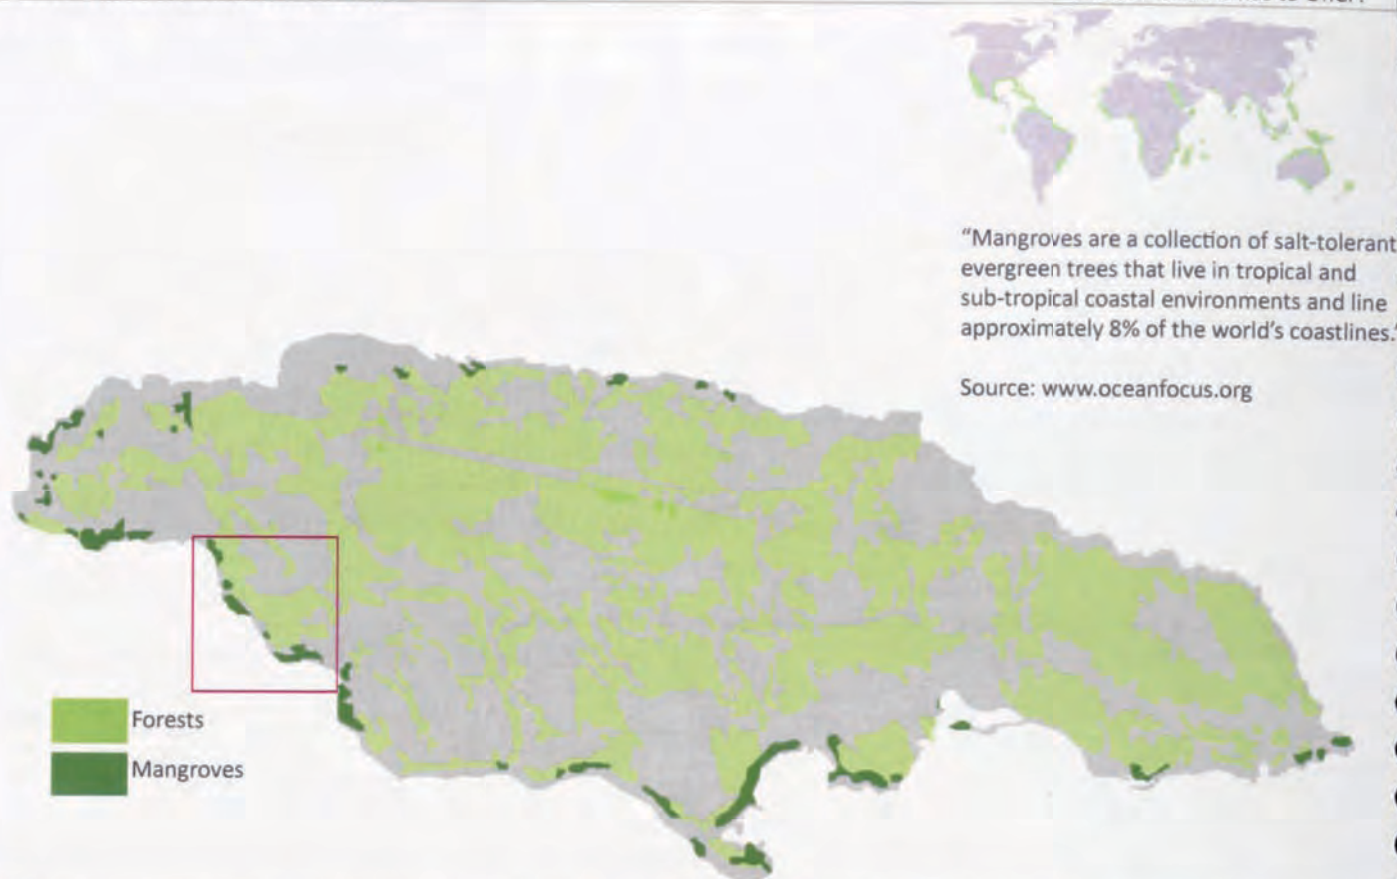 "Mangroves are a collection of salt-tolerant
evergreen trees that live in tropical and
sub-tropical coastal environments and line
approximately 8% of the world's coastlines."
Source: www.oceanfocus.org
Forests
Mangroves